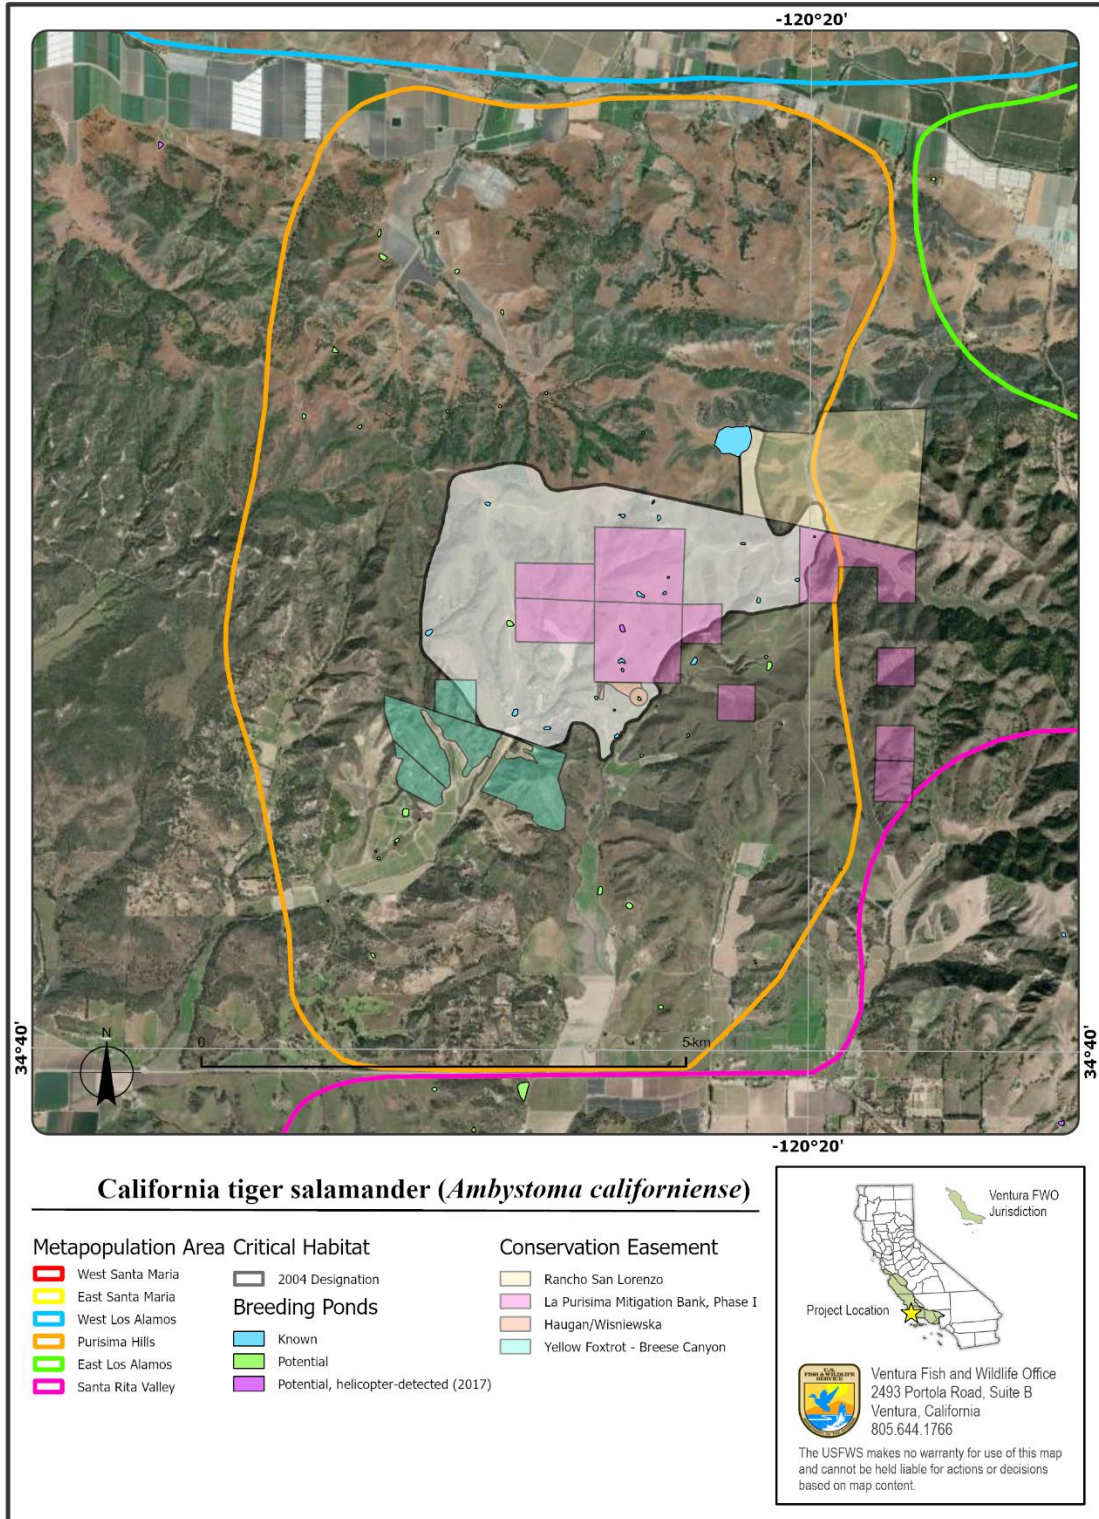 -120°20'
34°40'
34°40'
N
0
5 km
-120°20'
California tiger salamander (Ambystoma californiense)
Metapopulation Area
West Santa Maria
East Santa Maria
West Los Alamos
Purisima Hills
East Los Alamos
Santa Rita Valley
Critical Habitat
2004 Designation
Breeding Ponds
Known
Potential
Potential, helicopter-detected (2017)
Conservation Easement
Rancho San Lorenzo
La Purisima Mitigation Bank, Phase I
Haugan/Wisniewska
Yellow Foxtrot - Breese Canyon
Ventura FWO
Jurisdiction
Project Location
U.S.
FISH & WILDLIFE
SERVICE
Ventura Fish and Wildlife Office
2493 Portola Road, Suite B
Ventura, California
805.644.1766
The USFWS makes no warranty for use of this map
and cannot be held liable for actions or decisions
based on map content.